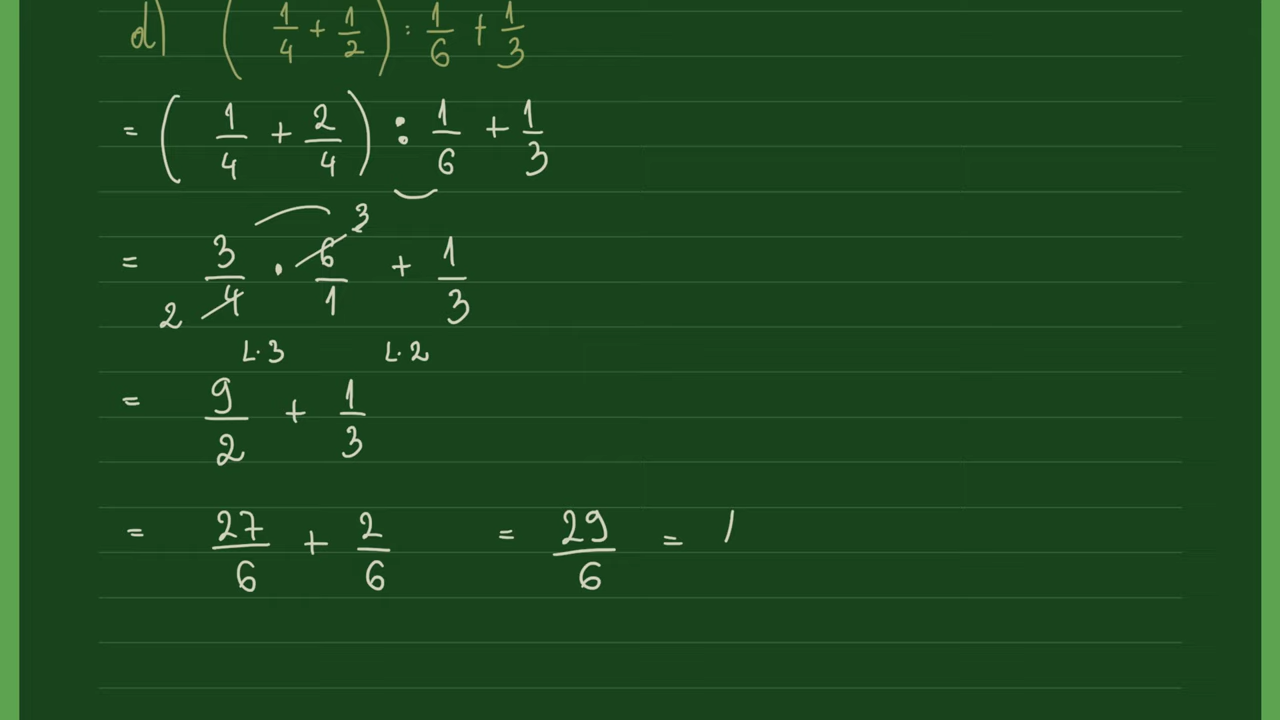 d) (1/4 + 1/2) : 1/6 + 1/3
= (1/4 + 2/4) : 1/6 + 1/3
3
= 3/4 · 6/1 + 1/3
2
L·3 L·2
= 9/2 + 1/3
= 27/6 + 2/6 = 29/6 =